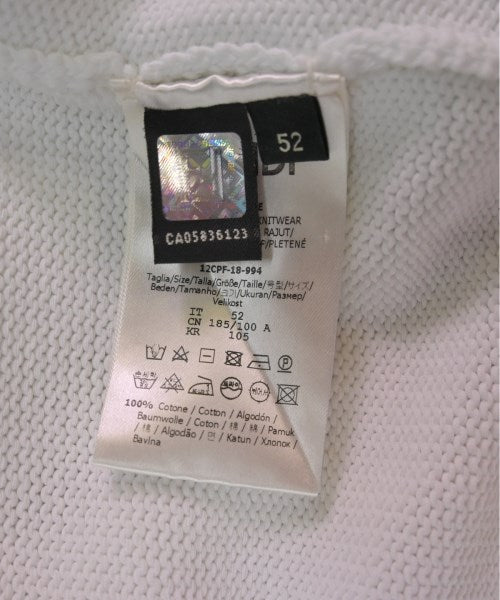 52
CA05836123
KNITWEAR
RAJUT/
/PLETENÉ
12CPF-18-994
Taglia/Size/Talla/Größe/Taille/号型/サイズ/
Beden/Tamanho/크기/Ukuran/Размер/
Velikost
IT 52
CN 185/100 A
KR 105
100% Cotone / Cotton / Algodón /
Baumwolle / Coton / 棉 / 綿 / Pamuk
/ 棉 / Algodão / 면 / Katun / Хлопок /
Bavlna